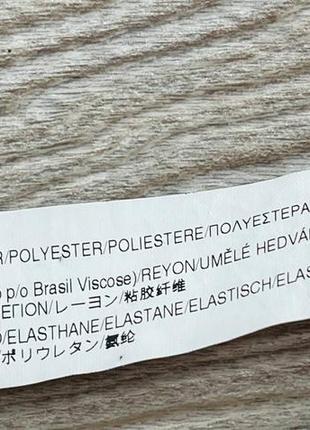 R/POLYESTER/POLIESTERE/ΠΟΛΥΕΣΤΕΡΑ
p/o Brasil Viscose)/REYON/UMĚLÉ HEDVÁ
ΕΓΙΟΝ/レーヨン/粘胶纤维
O/ELASTHANE/ELASTANE/ELASTISCH/ELAS
ポリウレタン/氨纶